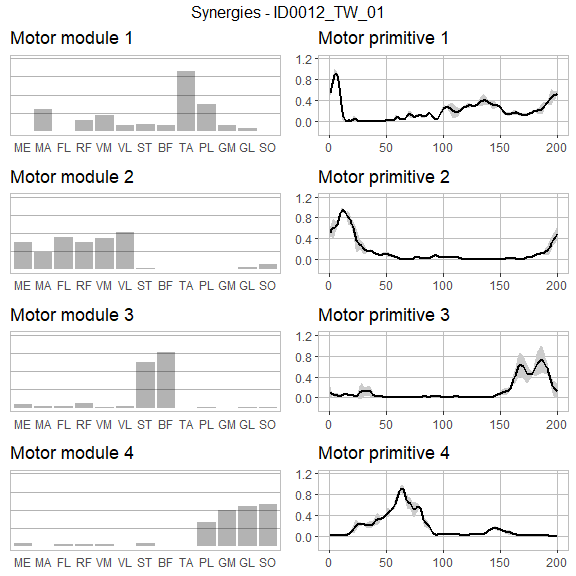 Synergies - ID0012_TW_01
Motor module 1
Motor primitive 1
1.2
0.8
0.4
0.0
ME MA FL RF VM VL ST BF TA PL GM GL SO
0 50 100 150 200
Motor module 2
Motor primitive 2
1.2
0.8
0.4
0.0
ME MA FL RF VM VL ST BF TA PL GM GL SO
0 50 100 150 200
Motor module 3
Motor primitive 3
1.2
0.8
0.4
0.0
ME MA FL RF VM VL ST BF TA PL GM GL SO
0 50 100 150 200
Motor module 4
Motor primitive 4
1.2
0.8
0.4
0.0
ME MA FL RF VM VL ST BF TA PL GM GL SO
0 50 100 150 200